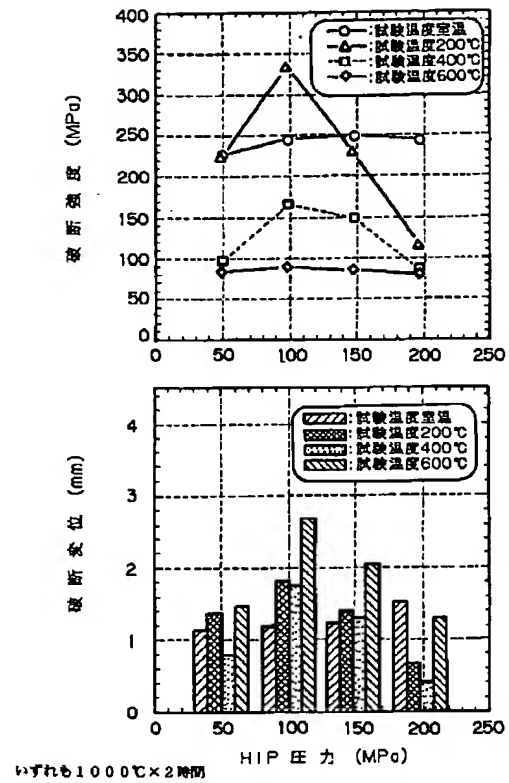 400
350
300
250
200
150
100
50
0
破断強度 (MPa)
:試験温度室温
:試験温度200℃
:試験温度400℃
:試験温度600℃
0 50 100 150 200 250
4
3
2
1
0
破断変位 (mm)
:試験温度室温
:試験温度200℃
:試験温度400℃
:試験温度600℃
0 50 100 150 200 250
HIP圧力 (MPa)
いずれも1000℃×2時間